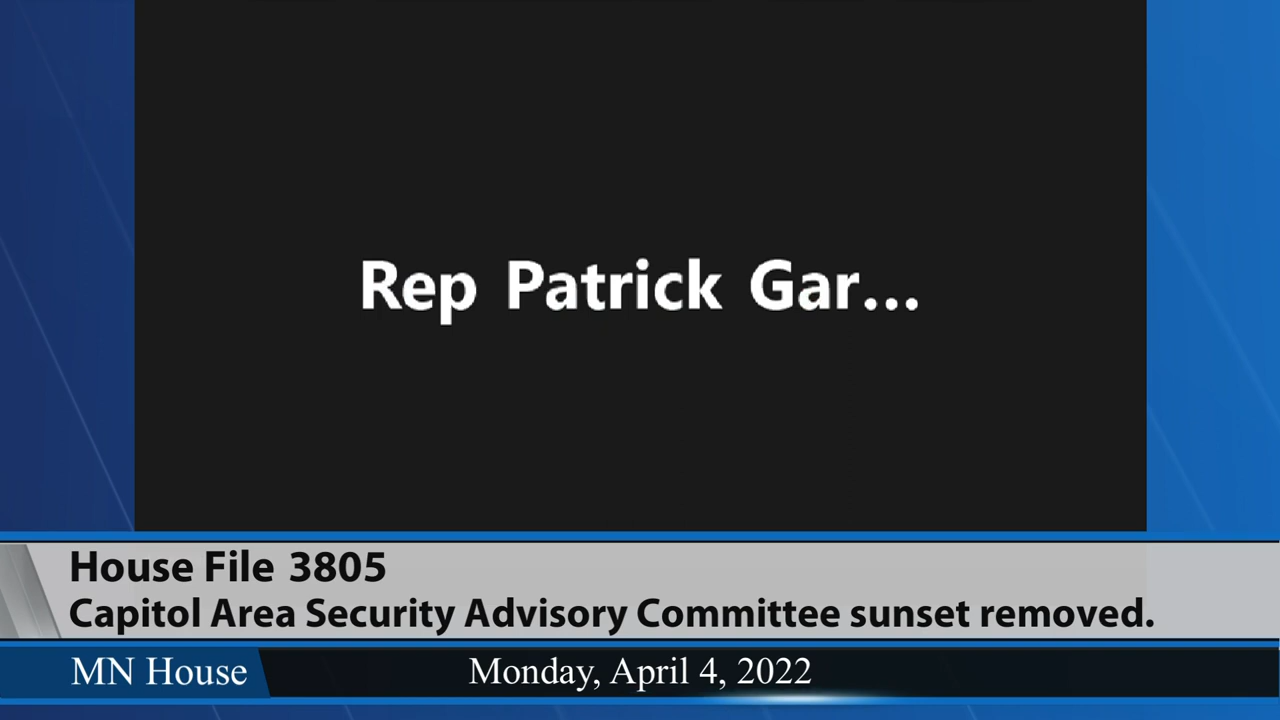 Rep Patrick Gar...
House File 3805
Capitol Area Security Advisory Committee sunset removed.
MN House
Monday, April 4, 2022